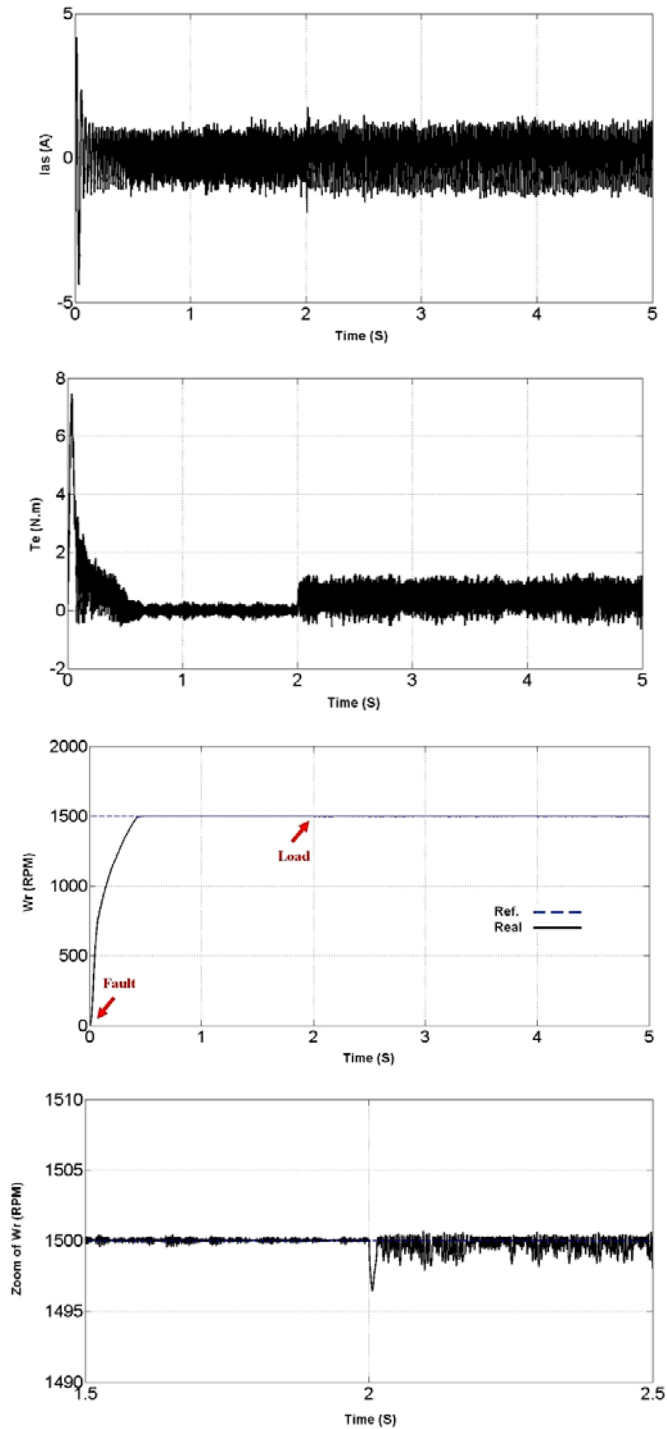 5
Ias (A)
0
-5
0 1 2 3 4 5
Time (S)
8
6
Te (N.m)
4
2
0
-2
0 1 2 3 4 5
Time (S)
2000
1500
Load
Wr (RPM)
1000
Ref.
Real
500
Fault
0
0 1 2 3 4 5
Time (S)
1510
1505
Zoom of Wr (RPM)
1500
1495
1490
1.5 2 2.5
Time (S)